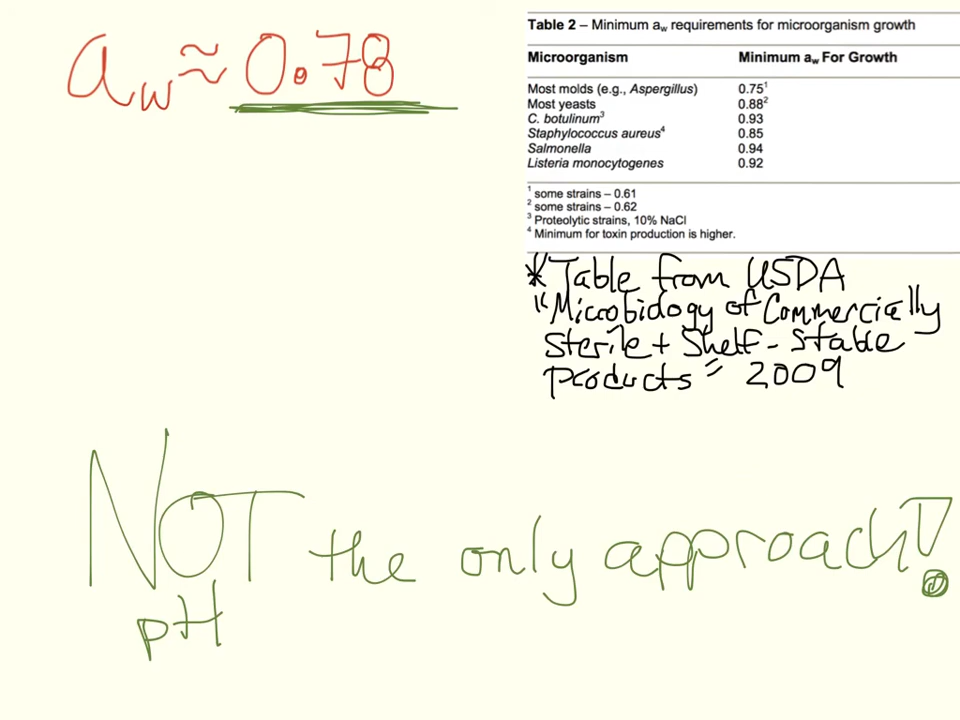 aw ≈ 0.78
Table 2 – Minimum aw requirements for microorganism growth
Microorganism Minimum aw For Growth
Most molds (e.g., Aspergillus) 0.75¹
Most yeasts 0.88²
C. botulinum³ 0.93
Staphylococcus aureus⁴ 0.85
Salmonella 0.94
Listeria monocytogenes 0.92
¹ some strains – 0.61
² some strains – 0.62
³ Proteolytic strains, 10% NaCl
⁴ Minimum for toxin production is higher.
* Table from USDA
"Microbiology of Commercially
Sterile + Shelf-Stable
Products" 2009
NOT the only approach!
pH